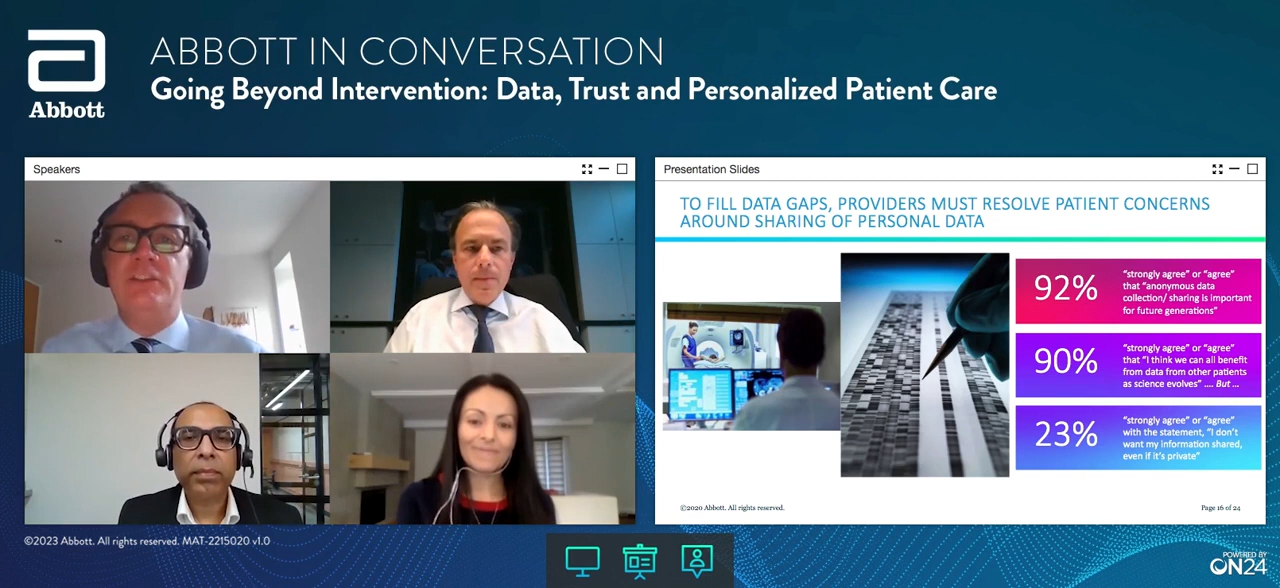 Abbott
ABBOTT IN CONVERSATION
Going Beyond Intervention: Data, Trust and Personalized Patient Care
Speakers
Presentation Slides
TO FILL DATA GAPS, PROVIDERS MUST RESOLVE PATIENT CONCERNS
AROUND SHARING OF PERSONAL DATA
92%
“strongly agree” or “agree”
that “anonymous data
collection/ sharing is important
for future generations”
90%
“strongly agree” or “agree”
that “I think we can all benefit
from data from other patients
as science evolves” .... But ...
23%
“strongly agree” or “agree”
with the statement, “I don’t
want my information shared,
even if it’s private”
©2020 Abbott. All rights reserved.
Page 16 of 24
©2023 Abbott. All rights reserved. MAT-2215020 v1.0
POWERED BY
ON24